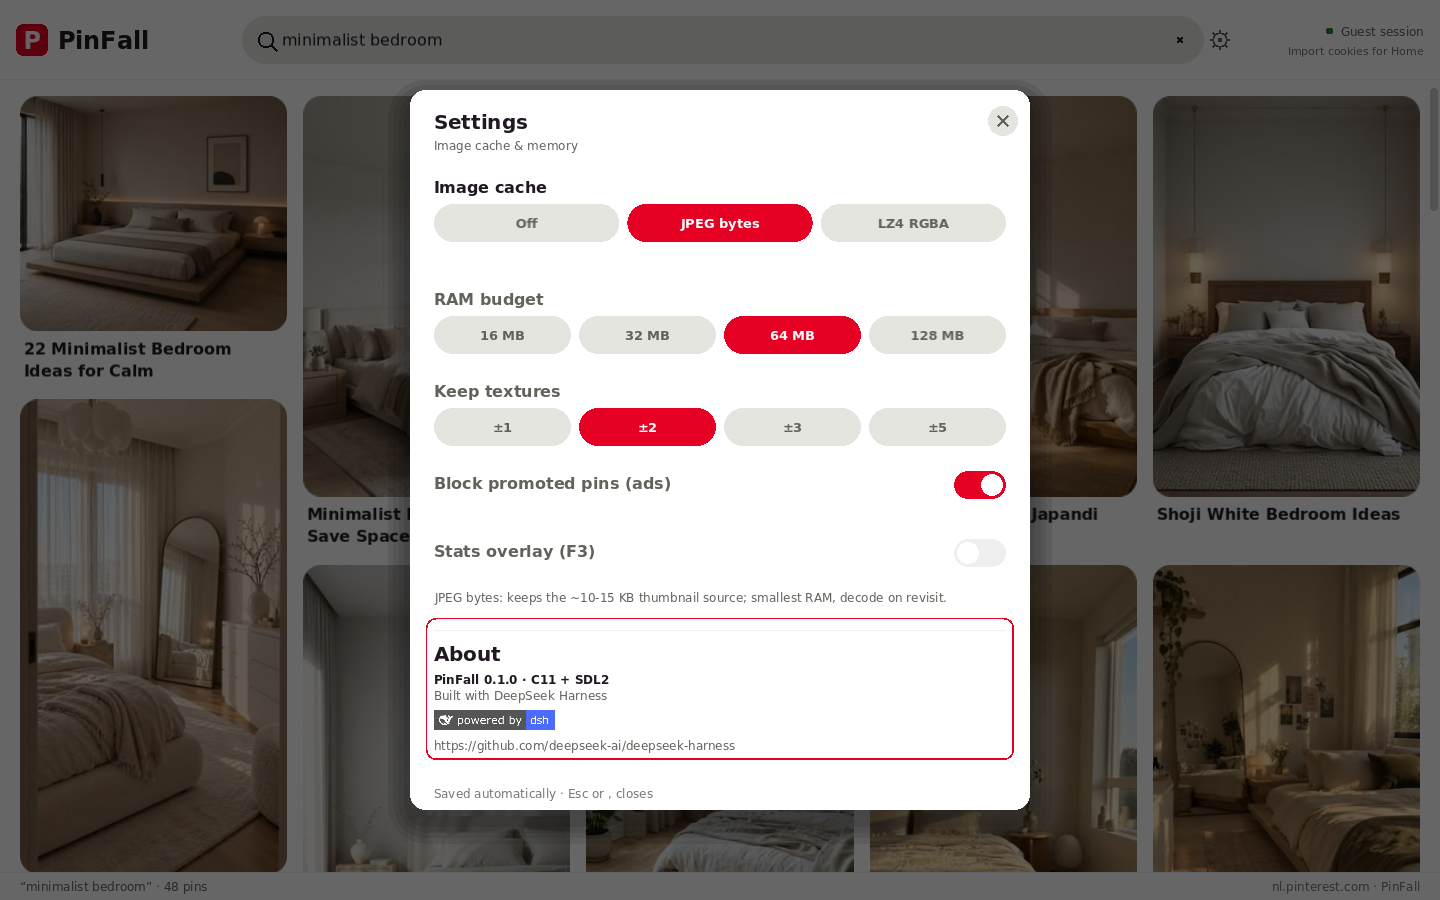 P PinFall
minimalist bedroom
Guest session
Import cookies for Home
Settings
Image cache & memory
Image cache
Off
JPEG bytes
LZ4 RGBA
RAM budget
16 MB
32 MB
64 MB
128 MB
Keep textures
±1
±2
±3
±5
Block promoted pins (ads)
Stats overlay (F3)
JPEG bytes: keeps the ~10-15 KB thumbnail source; smallest RAM, decode on revisit.
About
PinFall 0.1.0 · C11 + SDL2
Built with DeepSeek Harness
powered by dsh
https://github.com/deepseek-ai/deepseek-harness
Saved automatically · Esc or , closes
22 Minimalist Bedroom
Ideas for Calm
Minimalist
Save Space
Japandi
Shoji White Bedroom Ideas
“minimalist bedroom” · 48 pins
nl.pinterest.com · PinFall